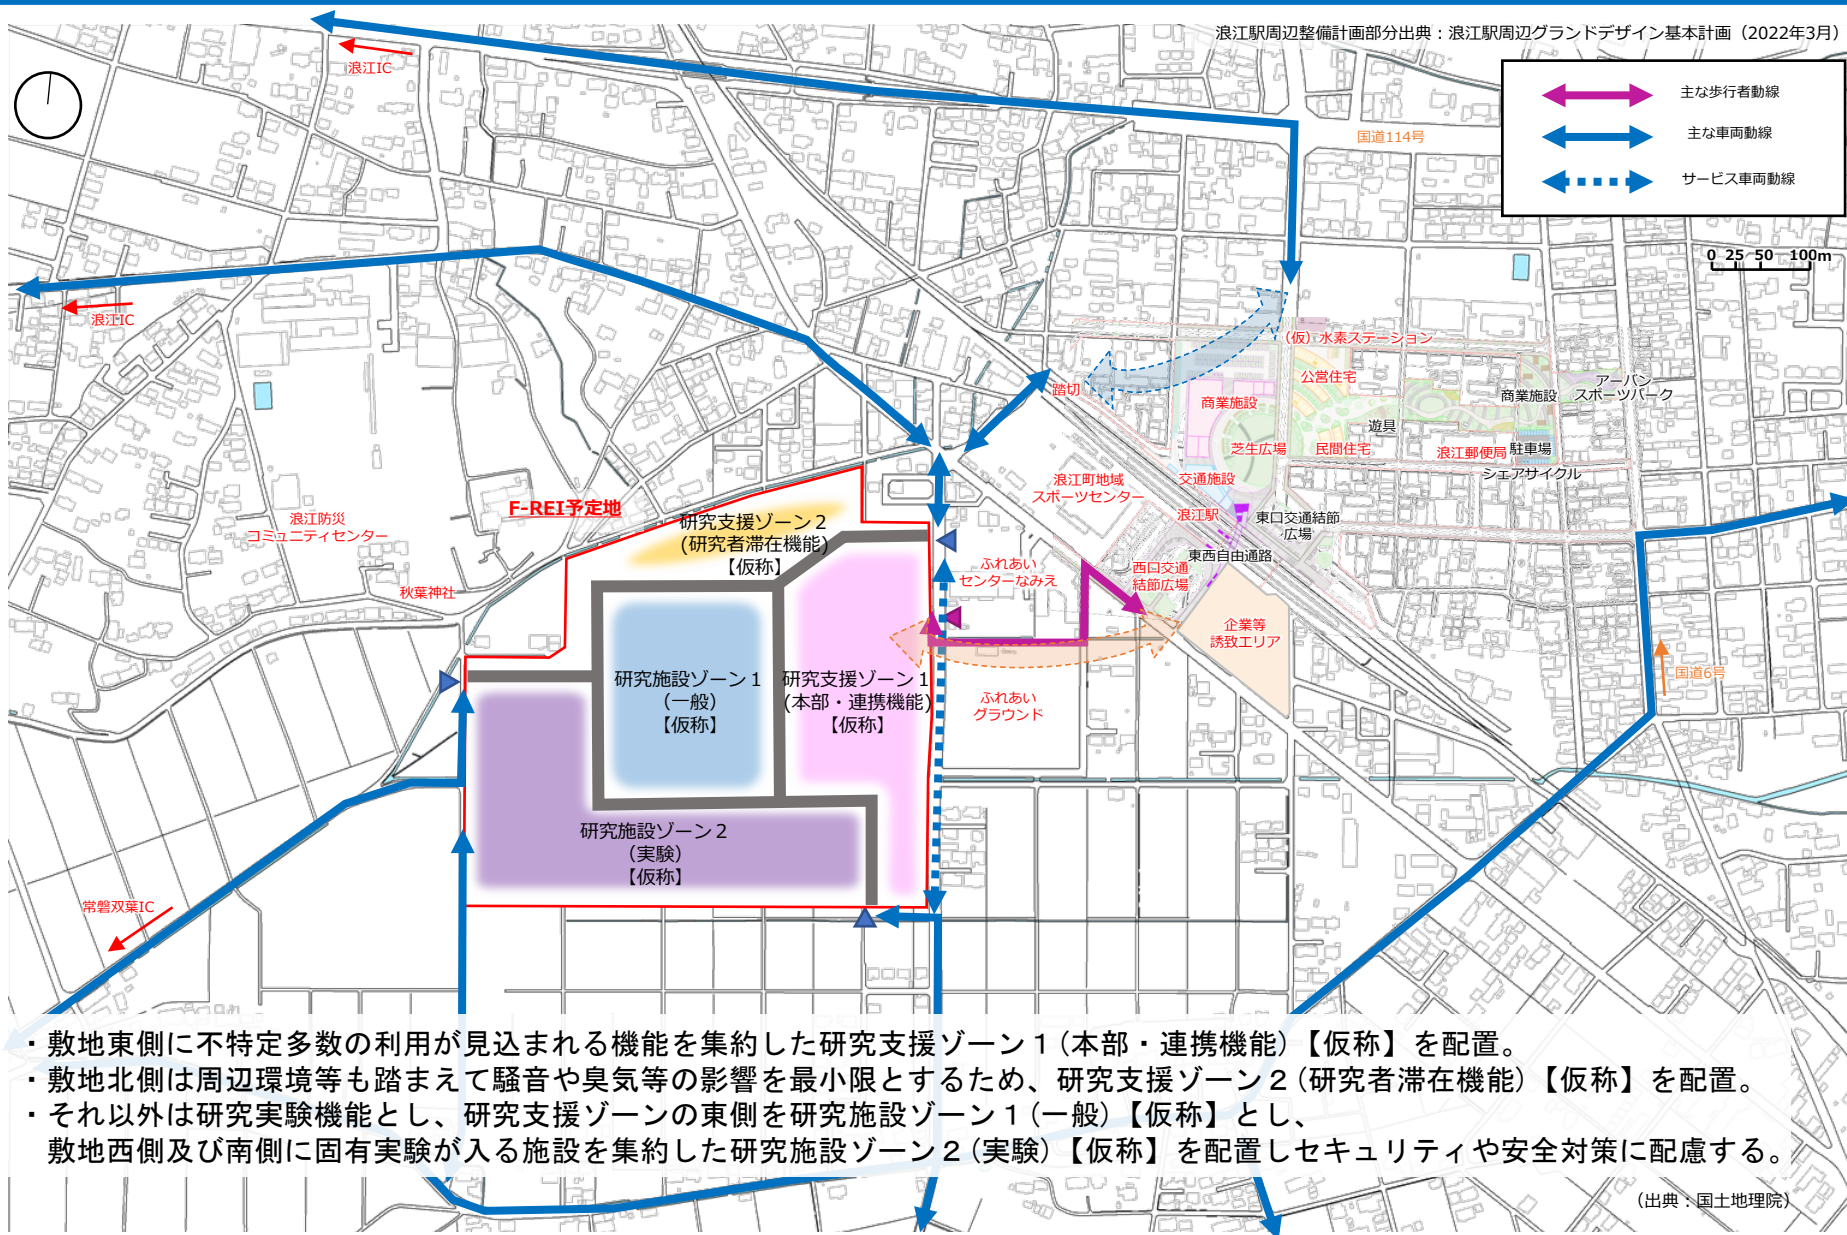 浪江駅周辺整備計画部分出典：浪江駅周辺グランドデザイン基本計画（2022年3月）
浪江IC
主な歩行者動線
主な車両動線
サービス車両動線
国道114号
0 25 50 100m
浪江IC
（仮）水素ステーション
公営住宅
踏切
商業施設
商業施設
アーバン
スポーツパーク
遊具
芝生広場
民間住宅
浪江郵便局
駐車場
シェアサイクル
浪江町地域
スポーツセンター
交通施設
浪江駅
東口交通結節
広場
東西自由通路
西口交通
結節広場
F-REI予定地
浪江防災
コミュニティセンター
研究支援ゾーン２
(研究者滞在機能)
【仮称】
ふれあい
センターなみえ
秋葉神社
企業等
誘致エリア
国道6号
研究施設ゾーン１
（一般）
【仮称】
研究支援ゾーン１
(本部・連携機能)
【仮称】
ふれあい
グラウンド
研究施設ゾーン２
（実験）
【仮称】
常磐双葉IC
・敷地東側に不特定多数の利用が見込まれる機能を集約した研究支援ゾーン１(本部・連携機能)【仮称】を配置。
・敷地北側は周辺環境等も踏まえて騒音や臭気等の影響を最小限とするため、研究支援ゾーン２(研究者滞在機能)【仮称】を配置。
・それ以外は研究実験機能とし、研究支援ゾーンの東側を研究施設ゾーン１(一般)【仮称】とし、
敷地西側及び南側に固有実験が入る施設を集約した研究施設ゾーン２(実験)【仮称】を配置しセキュリティや安全対策に配慮する。
（出典：国土地理院）